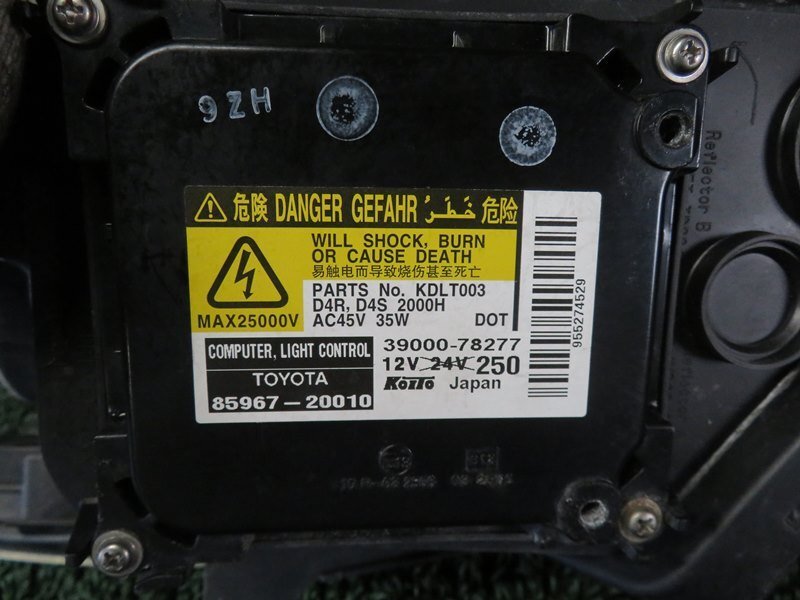 9ZH
危険 DANGER GEFAHR خَطَرُ 危险
WILL SHOCK, BURN
OR CAUSE DEATH
易触电而导致烧伤甚至死亡
MAX25000V
PARTS No. KDLT003
D4R, D4S 2000H
AC45V 35W DOT
COMPUTER, LIGHT CONTROL
TOYOTA
85967-20010
39000-78277
12V 24V 250
KOITO Japan
955274529
Reflector B